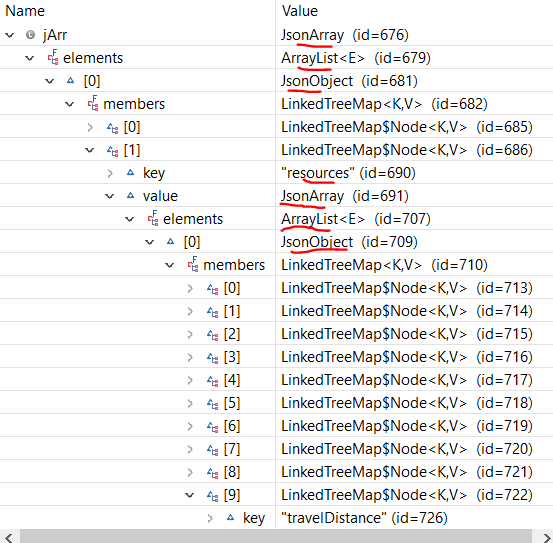 Name Value
jArr JsonArray (id=676)
elements ArrayList<E> (id=679)
[0] JsonObject (id=681)
members LinkedTreeMap<K,V> (id=682)
[0] LinkedTreeMap$Node<K,V> (id=685)
[1] LinkedTreeMap$Node<K,V> (id=686)
key "resources" (id=690)
value JsonArray (id=691)
elements ArrayList<E> (id=707)
[0] JsonObject (id=709)
members LinkedTreeMap<K,V> (id=710)
[0] LinkedTreeMap$Node<K,V> (id=713)
[1] LinkedTreeMap$Node<K,V> (id=714)
[2] LinkedTreeMap$Node<K,V> (id=715)
[3] LinkedTreeMap$Node<K,V> (id=716)
[4] LinkedTreeMap$Node<K,V> (id=717)
[5] LinkedTreeMap$Node<K,V> (id=718)
[6] LinkedTreeMap$Node<K,V> (id=719)
[7] LinkedTreeMap$Node<K,V> (id=720)
[8] LinkedTreeMap$Node<K,V> (id=721)
[9] LinkedTreeMap$Node<K,V> (id=722)
key "travelDistance" (id=726)